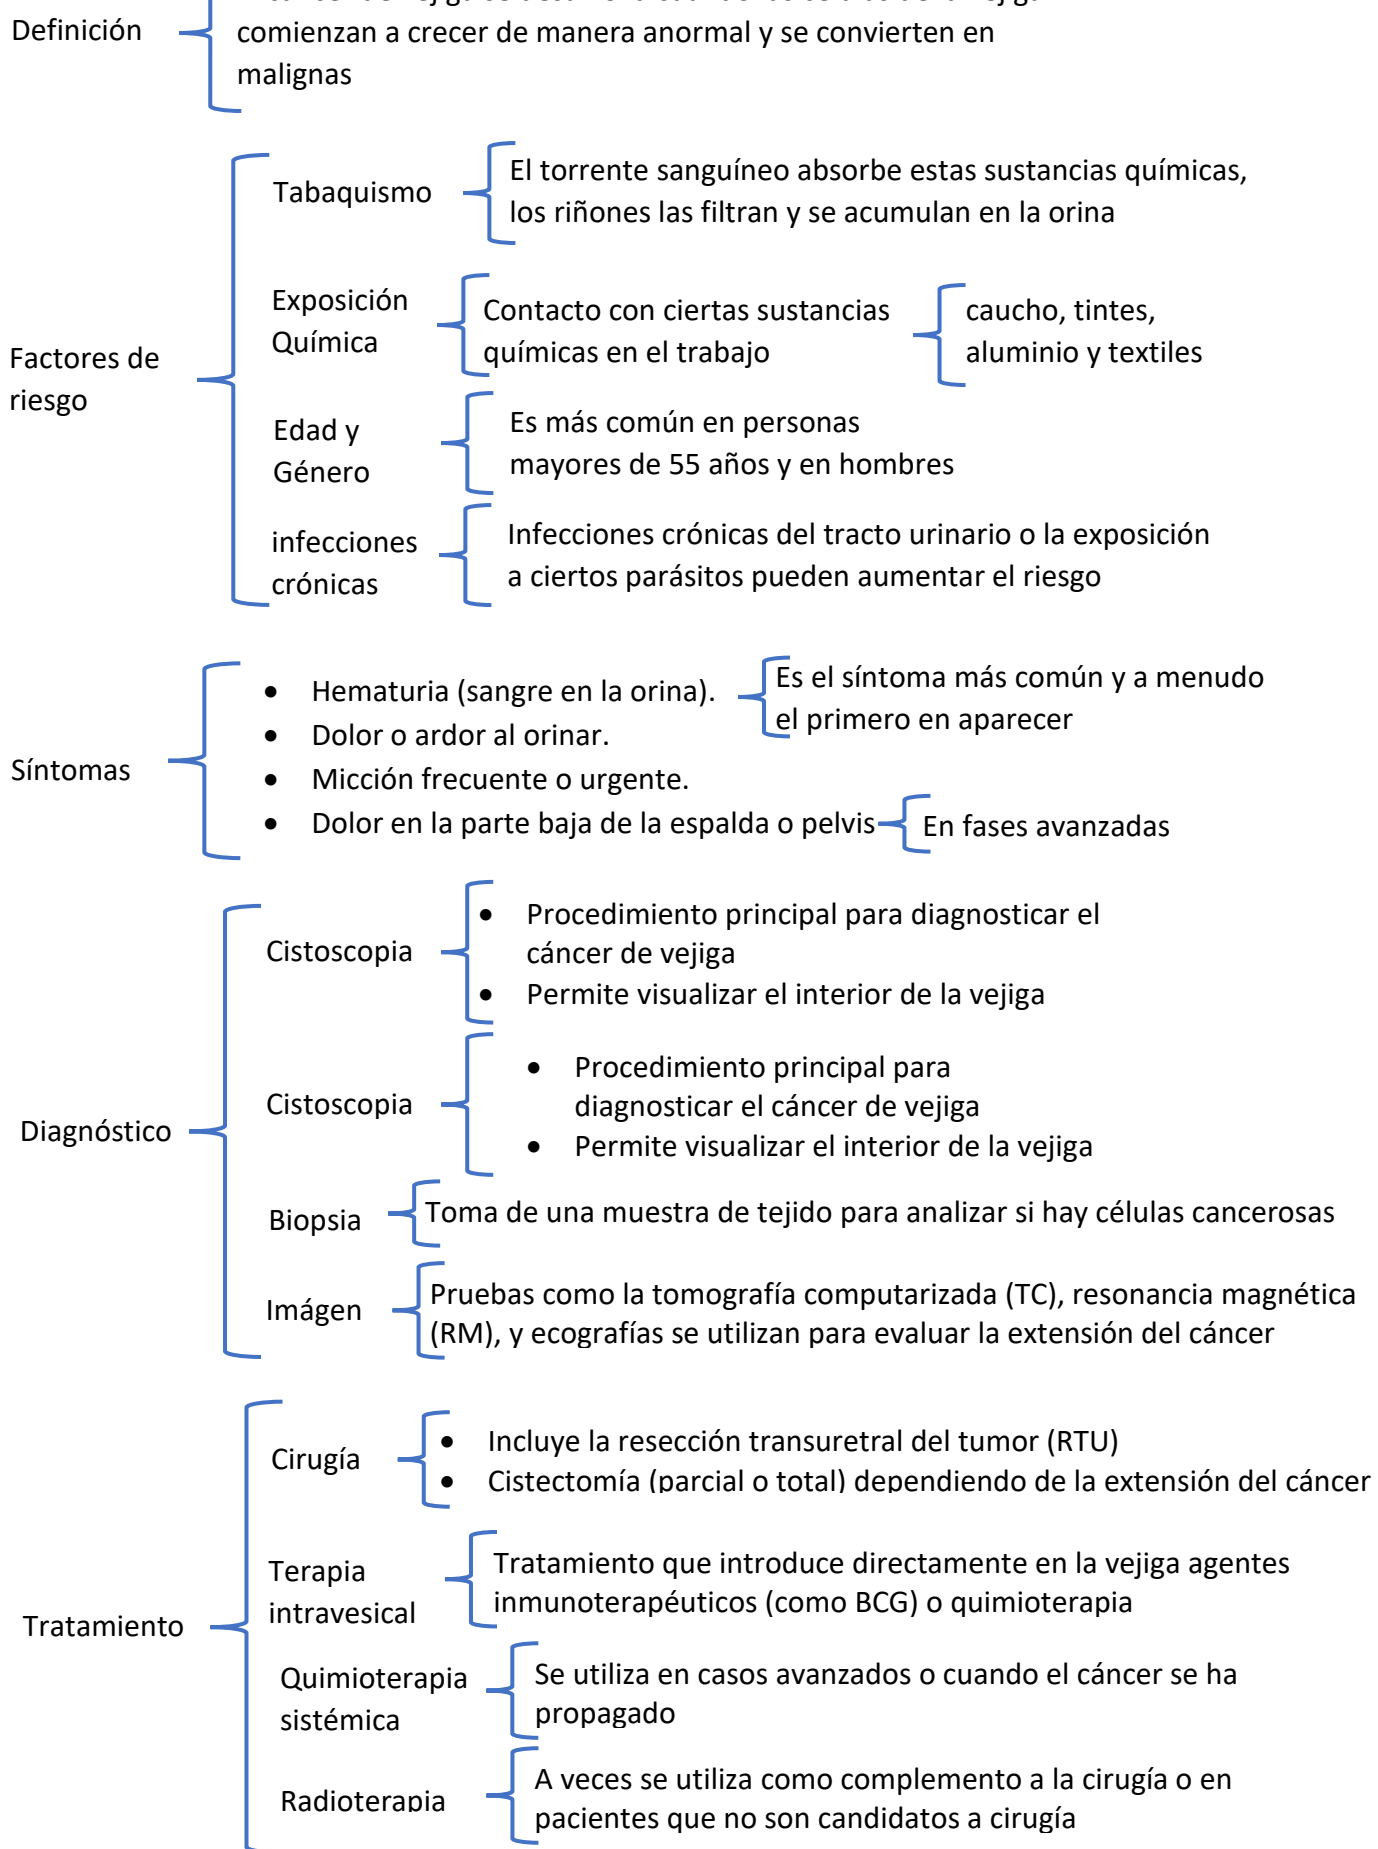 Definición
comienzan a crecer de manera anormal y se convierten en
malignas
Factores de
riesgo
Tabaquismo
El torrente sanguíneo absorbe estas sustancias químicas,
los riñones las filtran y se acumulan en la orina
Exposición
Química
Contacto con ciertas sustancias
químicas en el trabajo
caucho, tintes,
aluminio y textiles
Edad y
Género
Es más común en personas
mayores de 55 años y en hombres
infecciones
crónicas
Infecciones crónicas del tracto urinario o la exposición
a ciertos parásitos pueden aumentar el riesgo
Síntomas
• Hematuria (sangre en la orina).
Es el síntoma más común y a menudo
el primero en aparecer
• Dolor o ardor al orinar.
• Micción frecuente o urgente.
• Dolor en la parte baja de la espalda o pelvis
En fases avanzadas
Diagnóstico
Cistoscopia
• Procedimiento principal para diagnosticar el
cáncer de vejiga
• Permite visualizar el interior de la vejiga
Cistoscopia
• Procedimiento principal para
diagnosticar el cáncer de vejiga
• Permite visualizar el interior de la vejiga
Biopsia
Toma de una muestra de tejido para analizar si hay células cancerosas
Imágen
Pruebas como la tomografía computarizada (TC), resonancia magnética
(RM), y ecografías se utilizan para evaluar la extensión del cáncer
Tratamiento
Cirugía
• Incluye la resección transuretral del tumor (RTU)
• Cistectomía (parcial o total) dependiendo de la extensión del cáncer
Terapia
intravesical
Tratamiento que introduce directamente en la vejiga agentes
inmunoterapéuticos (como BCG) o quimioterapia
Quimioterapia
sistémica
Se utiliza en casos avanzados o cuando el cáncer se ha
propagado
Radioterapia
A veces se utiliza como complemento a la cirugía o en
pacientes que no son candidatos a cirugía